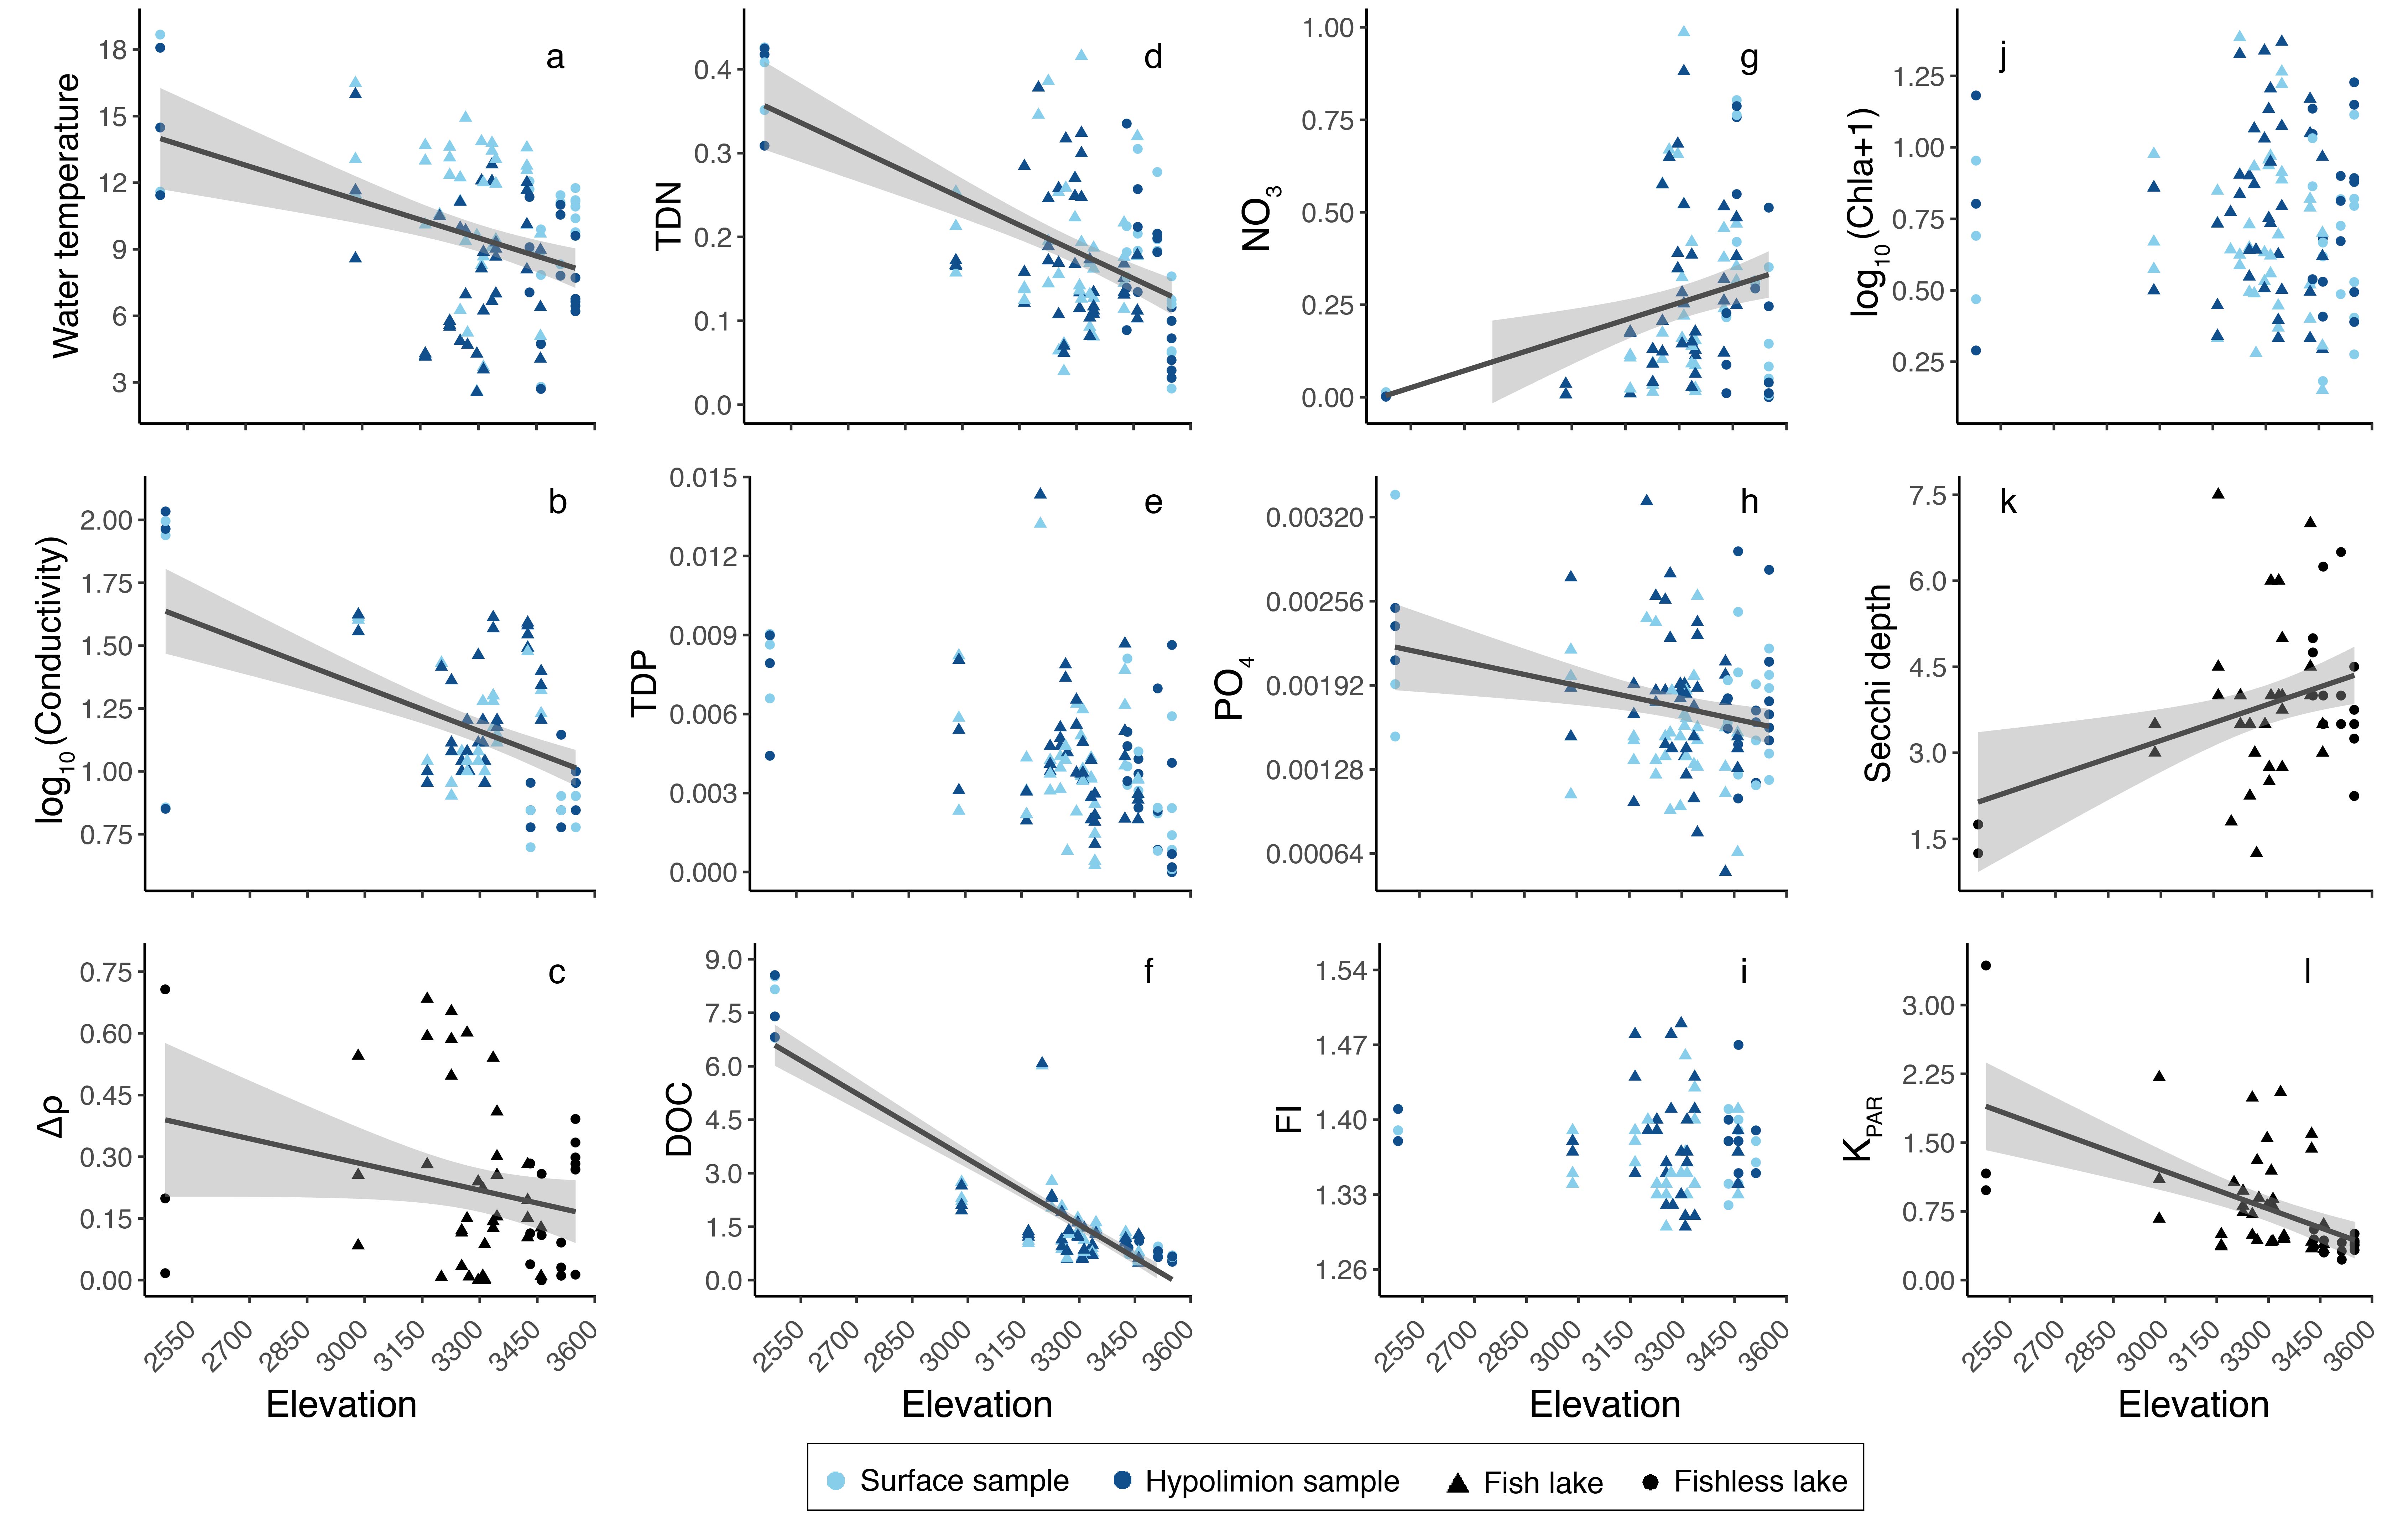 a
Water temperature
18
15
12
9
6
3
d
TDN
0.4
0.3
0.2
0.1
0.0
g
NO3
1.00
0.75
0.50
0.25
0.00
j
log10(Chla+1)
1.25
1.00
0.75
0.50
0.25
b
log10(Conductivity)
2.00
1.75
1.50
1.25
1.00
0.75
e
TDP
0.015
0.012
0.009
0.006
0.003
0.000
h
PO4
0.00320
0.00256
0.00192
0.00128
0.00064
k
Secchi depth
7.5
6.0
4.5
3.0
1.5
c
Δρ
0.75
0.60
0.45
0.30
0.15
0.00
2550 2700 2850 3000 3150 3300 3450 3600
Elevation
f
DOC
9.0
7.5
6.0
4.5
3.0
1.5
0.0
2550 2700 2850 3000 3150 3300 3450 3600
Elevation
i
FI
1.54
1.47
1.40
1.33
1.26
2550 2700 2850 3000 3150 3300 3450 3600
Elevation
l
KPAR
3.00
2.25
1.50
0.75
0.00
2550 2700 2850 3000 3150 3300 3450 3600
Elevation
Surface sample Hypolimion sample Fish lake Fishless lake